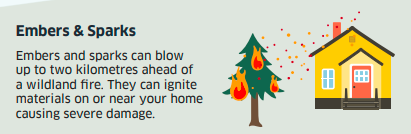 Embers & Sparks
Embers and sparks can blow
up to two kilometres ahead of
a wildland fire. They can ignite
materials on or near your home
causing severe damage.